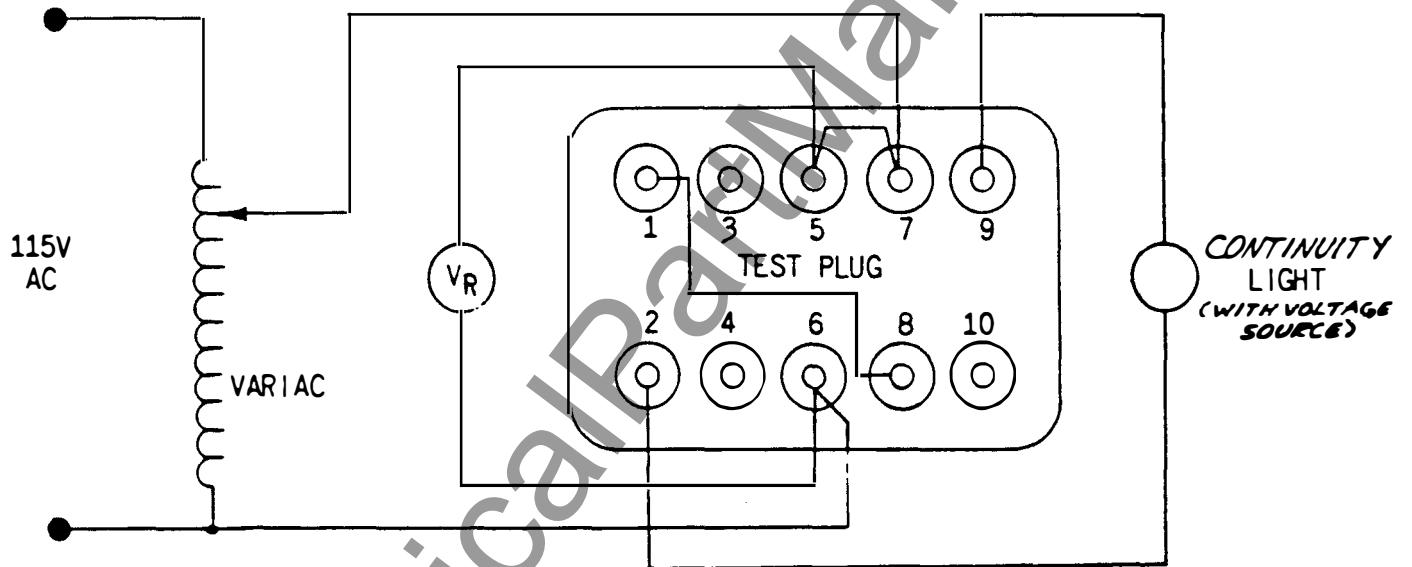 115V
AC
VARIAC
VR
1 3 5 7 9
TEST PLUG
2 4 6 8 10
CONTINUITY
LIGHT
(WITH VOLTAGE
SOURCE)